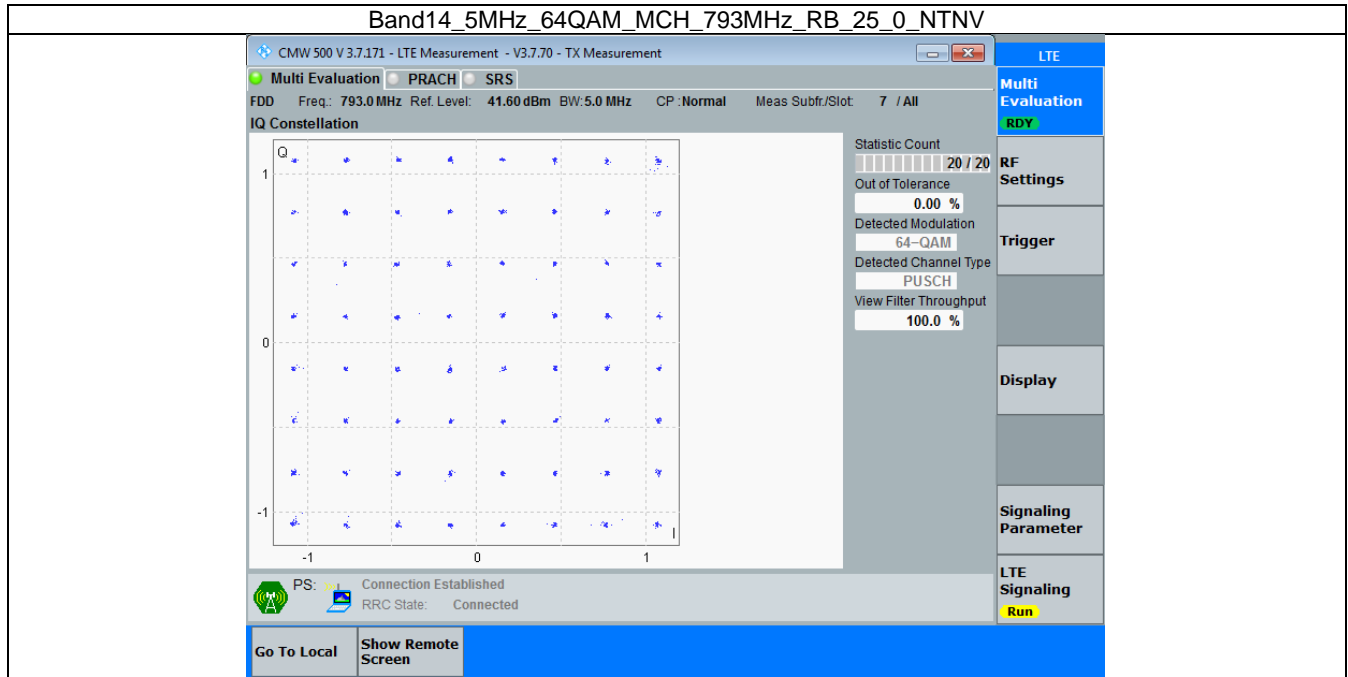 Band14_5MHz_64QAM_MCH_793MHz_RB_25_0_NTNV
CMW 500 V 3.7.171 - LTE Measurement - V3.7.70 - TX Measurement
LTE
Multi Evaluation PRACH SRS
FDD Freq.: 793.0 MHz Ref. Level: 41.60 dBm BW: 5.0 MHz CP : Normal Meas Subfr./Slot: 7 / All
IQ Constellation
Q
1
0
-1
-1 0 1
I
Statistic Count
20 / 20
Out of Tolerance
0.00 %
Detected Modulation
64-QAM
Detected Channel Type
PUSCH
View Filter Throughput
100.0 %
Multi
Evaluation
RDY
RF
Settings
Trigger
Display
Signaling
Parameter
LTE
Signaling
Run
PS: Connection Established
RRC State: Connected
Go To Local
Show Remote
Screen